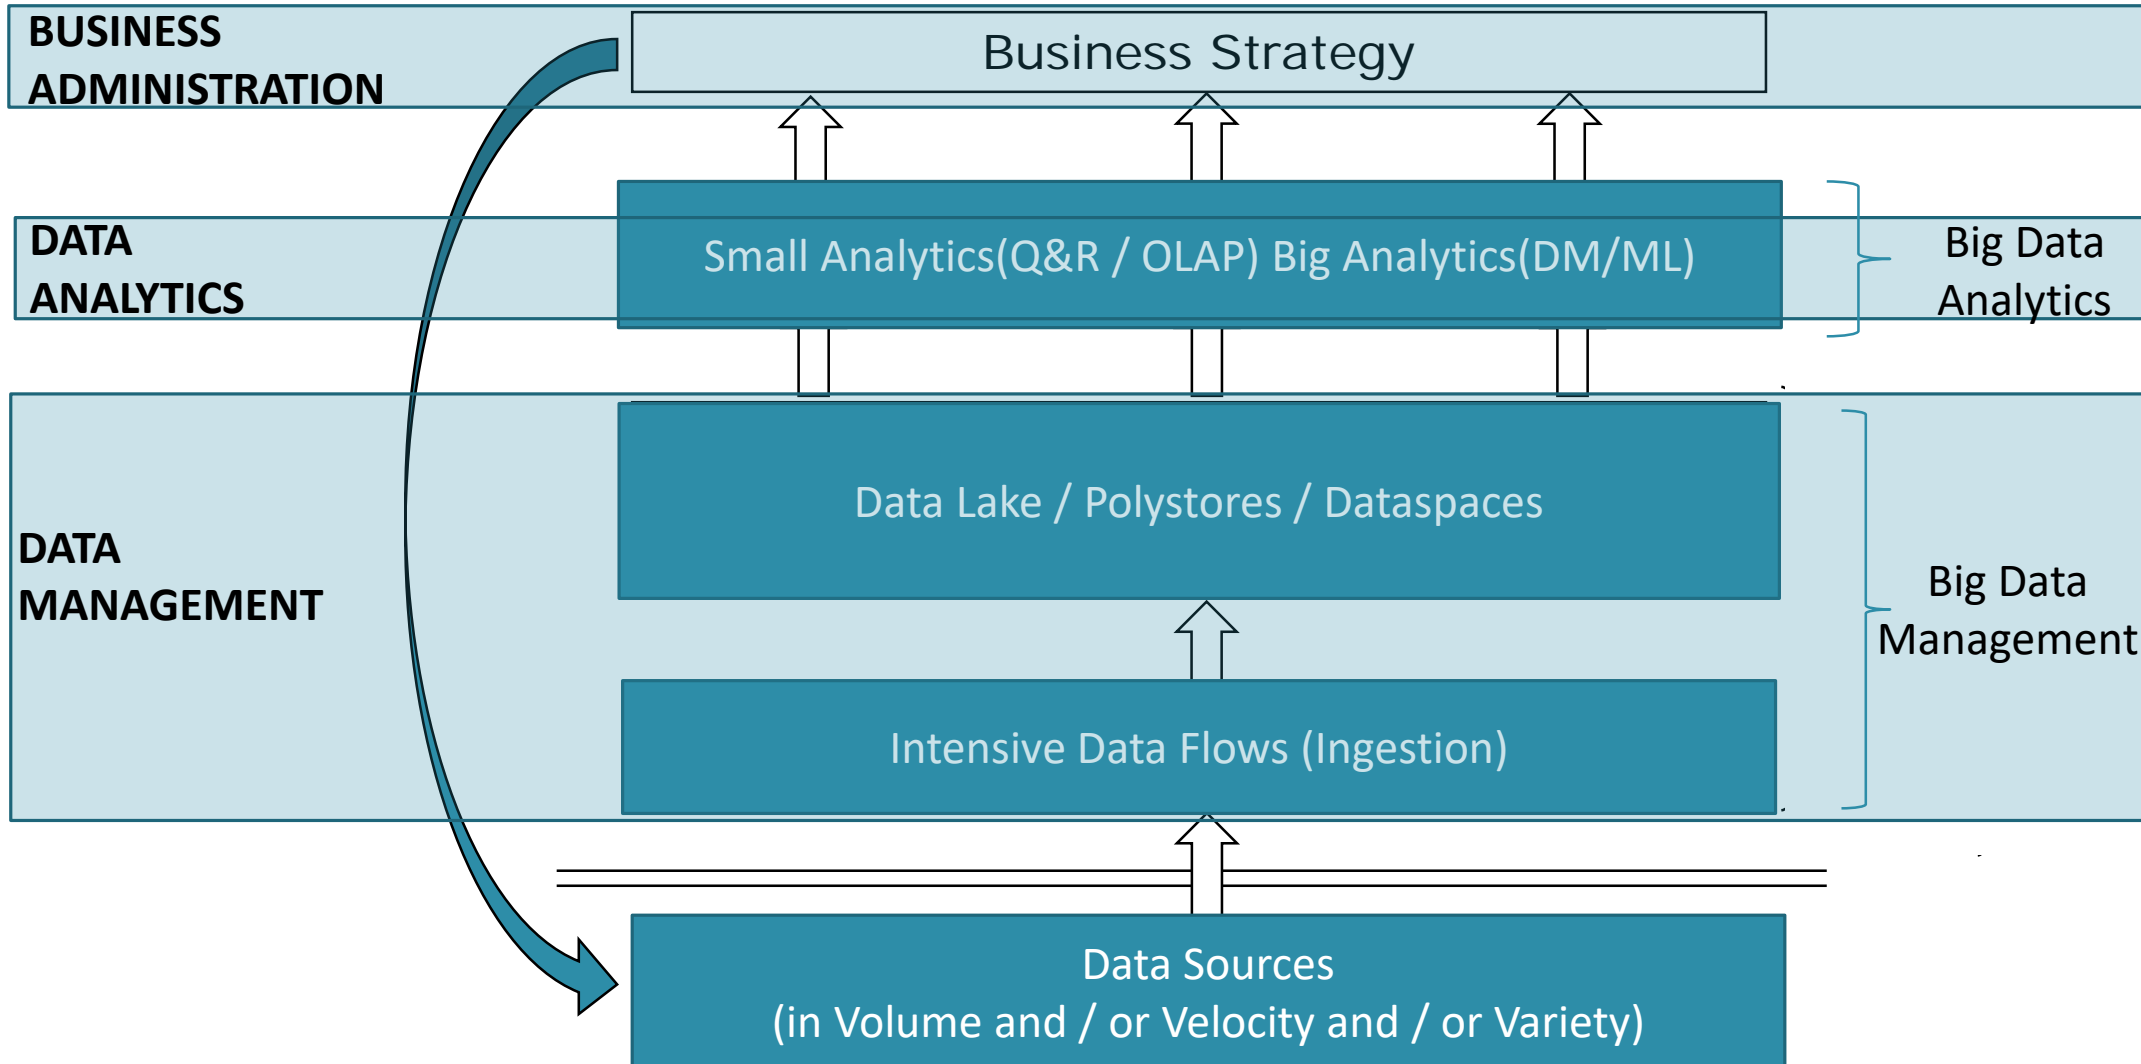 BUSINESS
ADMINISTRATION
Business Strategy
DATA
ANALYTICS
Small Analytics(Q&R / OLAP) Big Analytics(DM/ML)
Big Data
Analytics
DATA
MANAGEMENT
Data Lake / Polystores / Dataspaces
Big Data
Management
Intensive Data Flows (Ingestion)
Data Sources
(in Volume and / or Velocity and / or Variety)